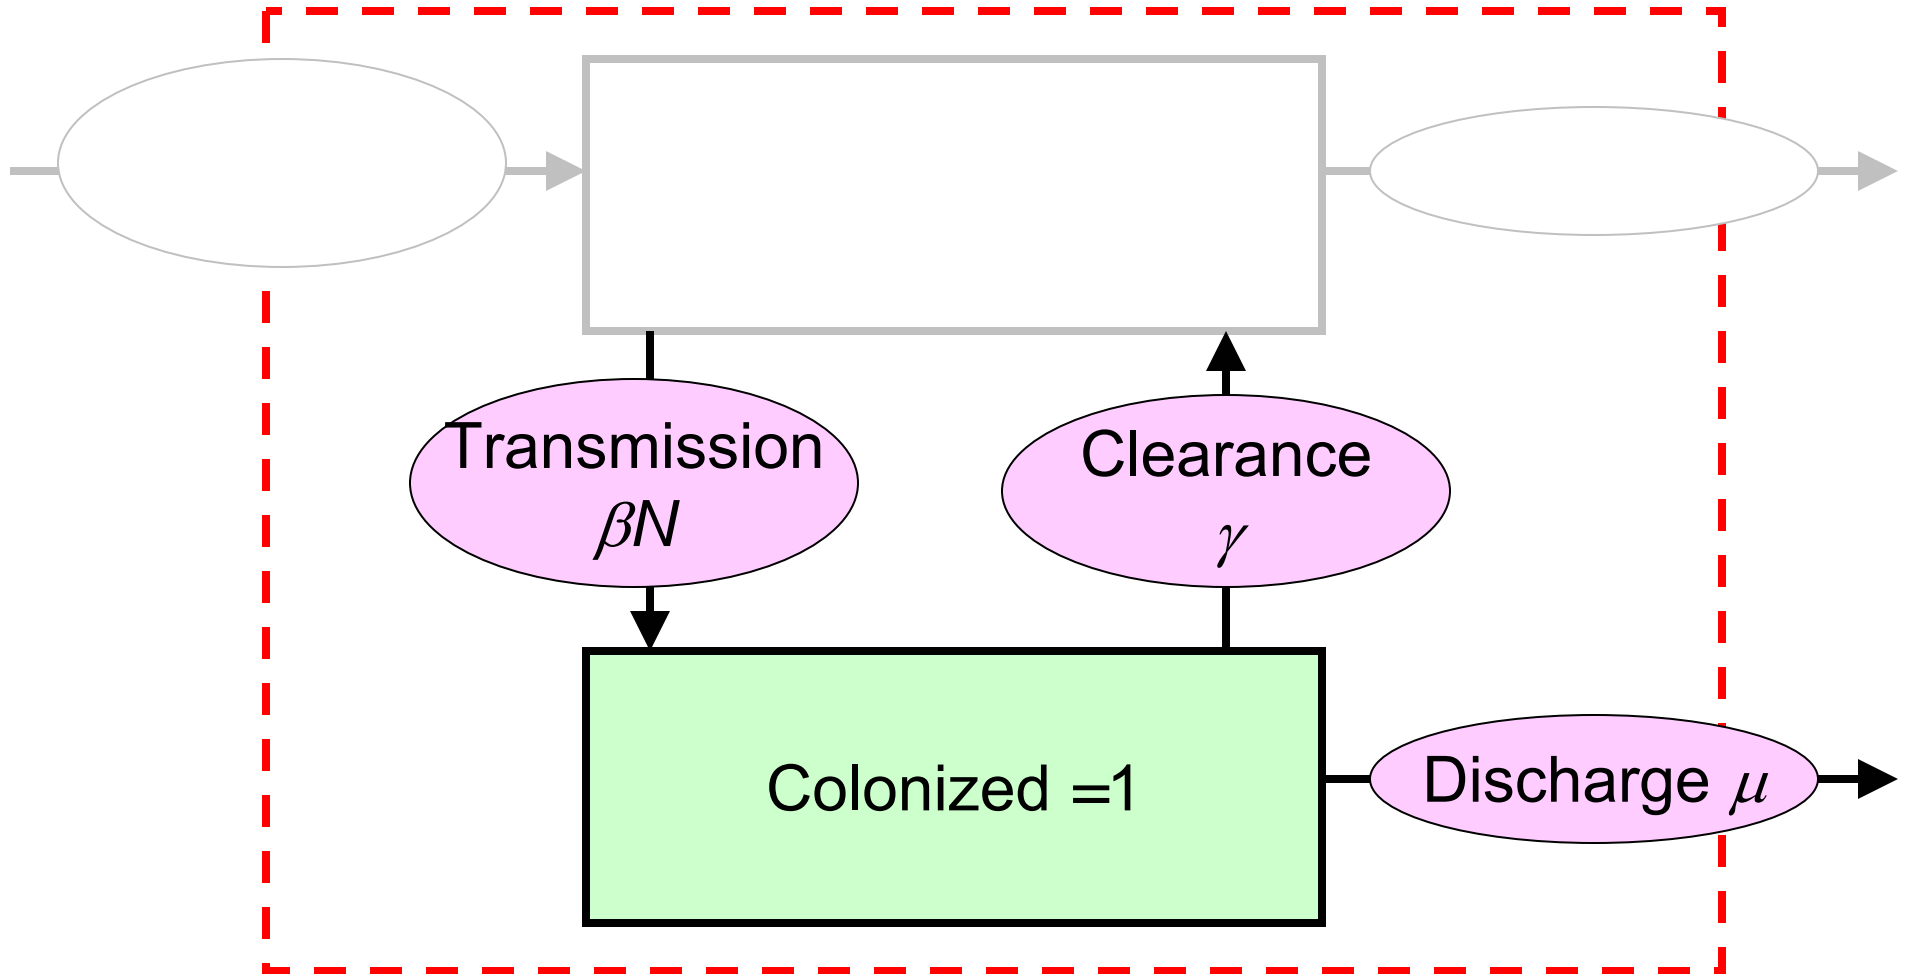 Transmission
βN
Clearance
γ
Colonized =1
Discharge μ